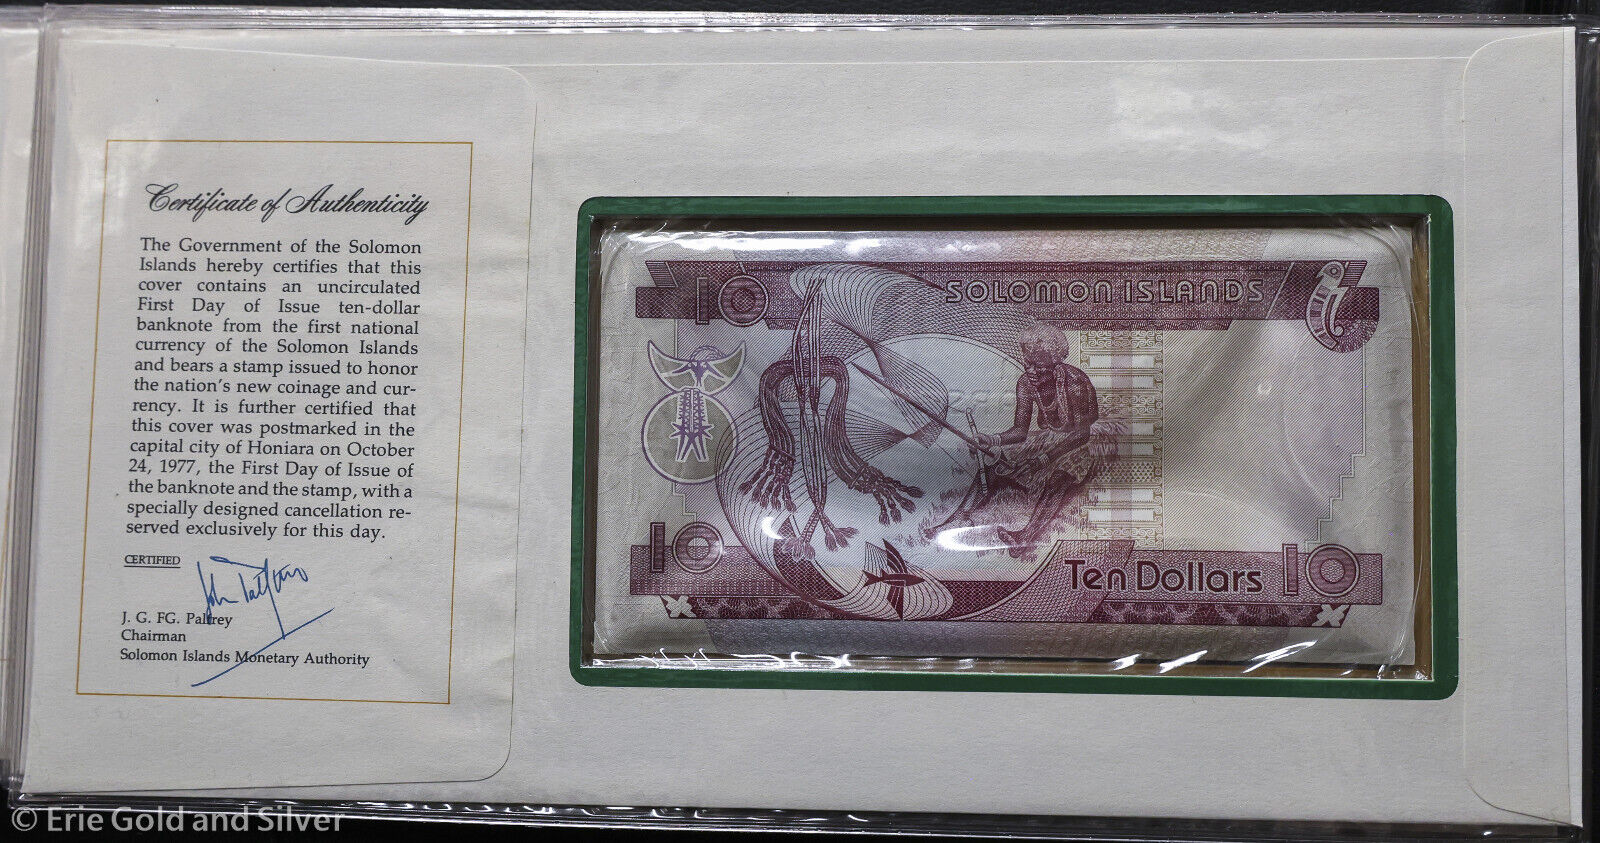 Certificate of Authenticity
The Government of the Solomon
Islands hereby certifies that this
cover contains an uncirculated
First Day of Issue ten-dollar
banknote from the first national
currency of the Solomon Islands
and bears a stamp issued to honor
the nation's new coinage and cur-
rency. It is further certified that
this cover was postmarked in the
capital city of Honiara on October
24, 1977, the First Day of Issue of
the banknote and the stamp, with a
specially designed cancellation re-
served exclusively for this day.
CERTIFIED
J. G. FG. Palfrey
Chairman
Solomon Islands Monetary Authority
10
SOLOMON ISLANDS
10
Ten Dollars
10
© Erie Gold and Silver